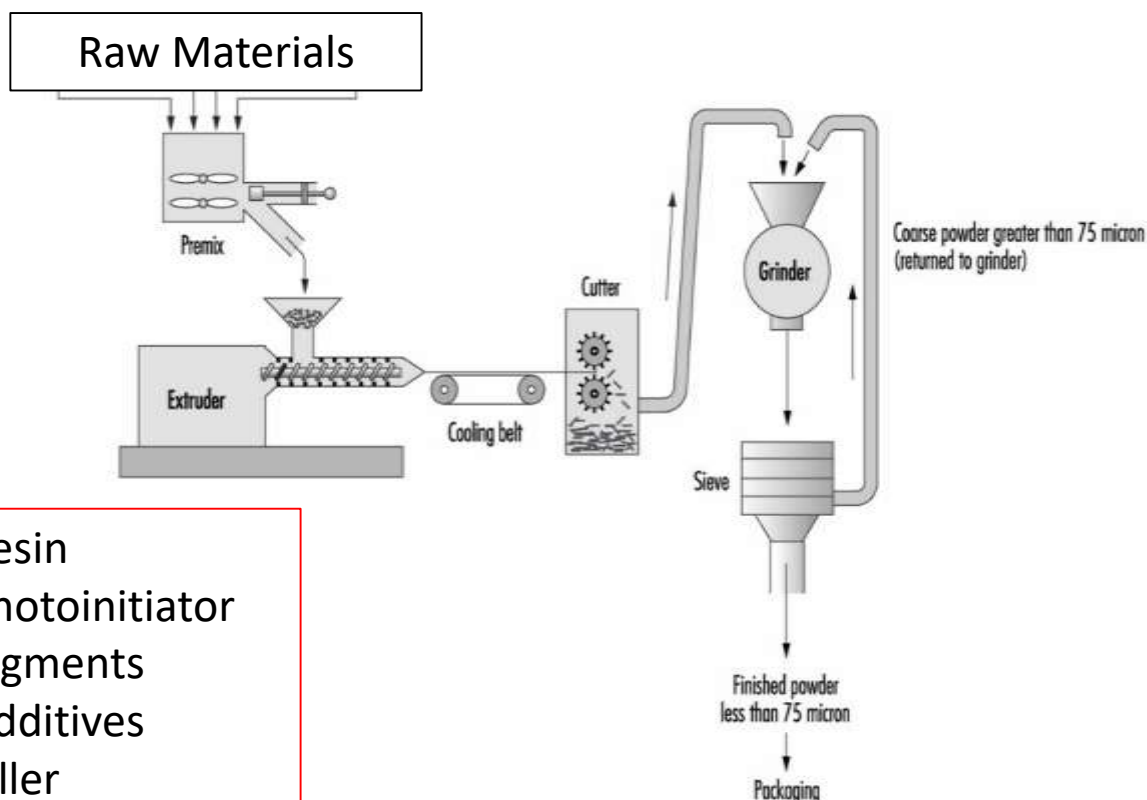 Raw Materials
Premix
Extruder
Cooling belt
Cutter
Grinder
Coarse powder greater than 75 micron
(returned to grinder)
Sieve
Finished powder
less than 75 micron
Packaging
esin
notoinitiator
gments
dditives
ller